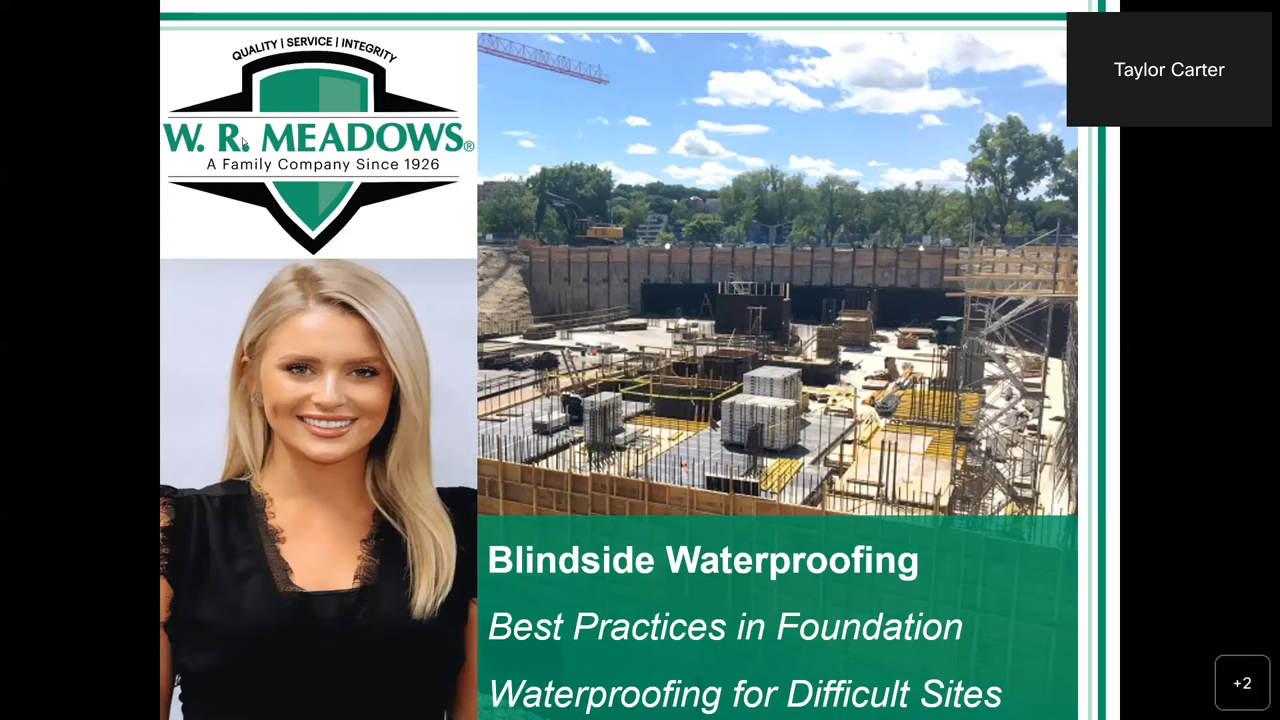 QUALITY | SERVICE | INTEGRITY
W. R. MEADOWS®
A Family Company Since 1926
Taylor Carter
Blindside Waterproofing
Best Practices in Foundation
Waterproofing for Difficult Sites
+2